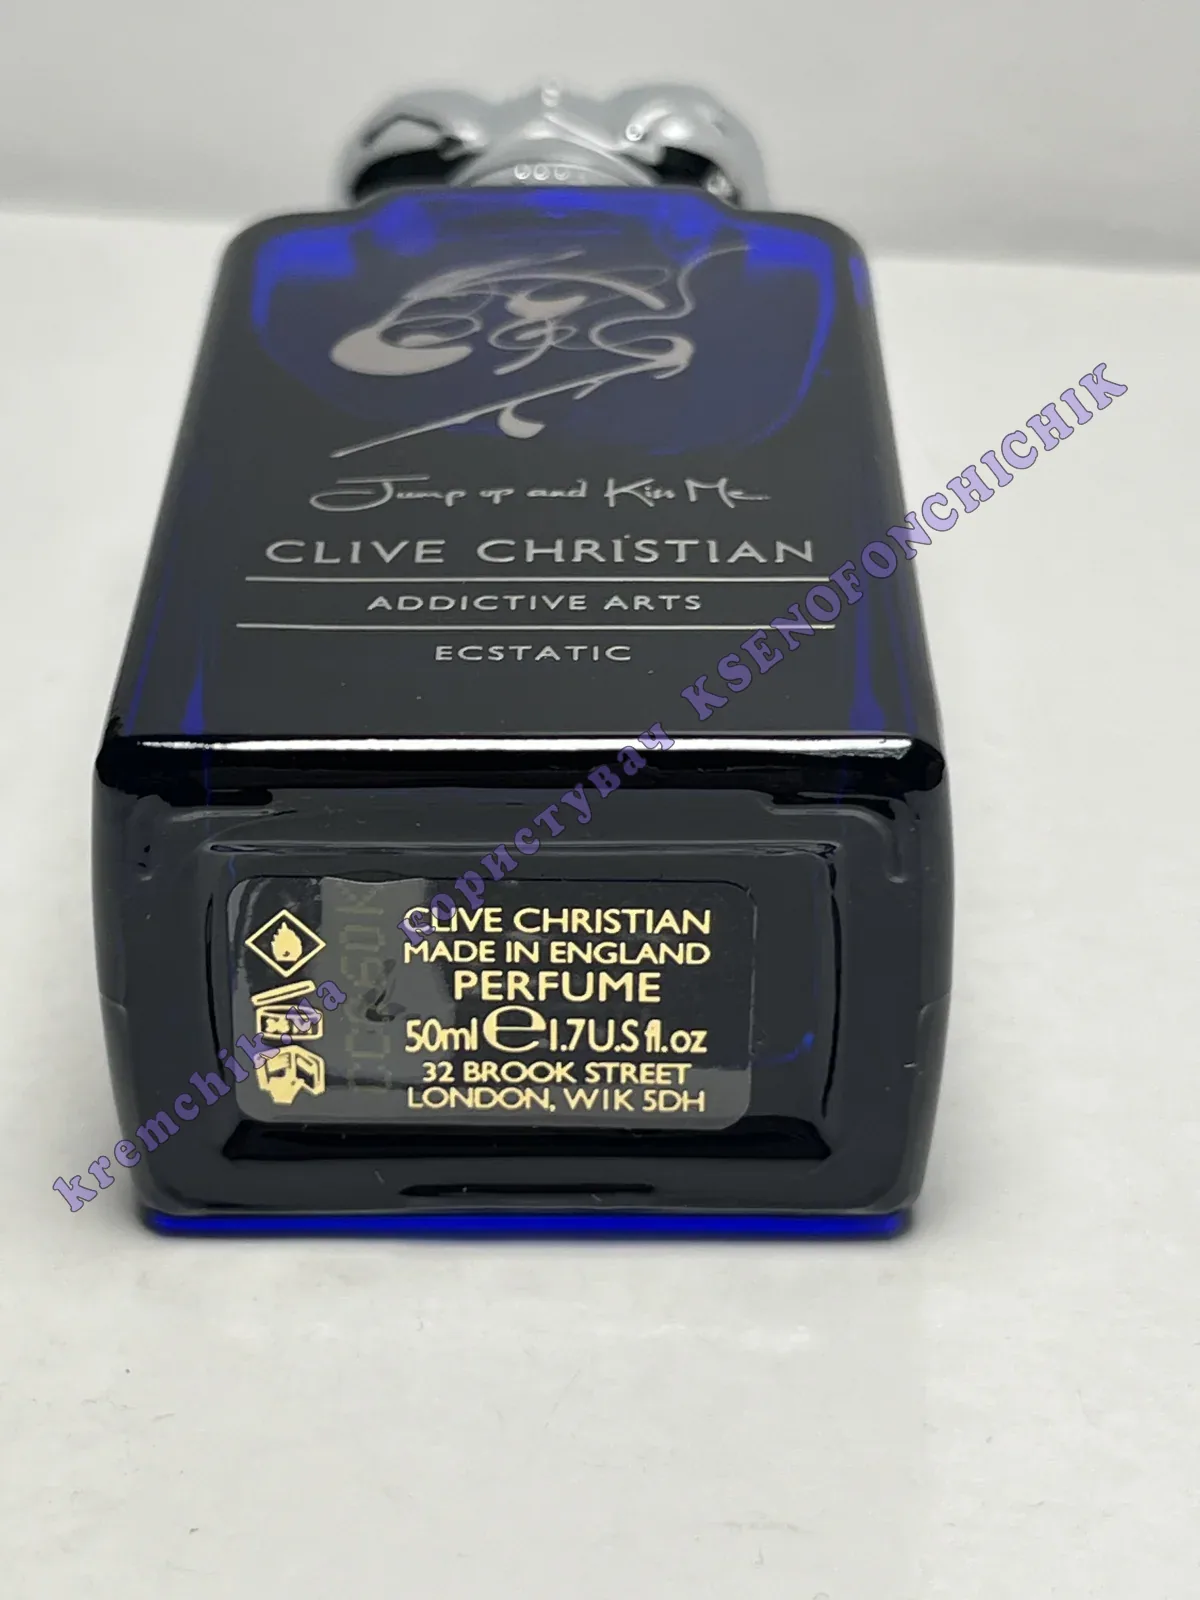 Jump up and Kiss Me
CLIVE CHRISTIAN
ADDICTIVE ARTS
ECSTATIC
CLIVE CHRISTIAN
MADE IN ENGLAND
PERFUME
50ml e 1.7U.S fl.oz
32 BROOK STREET
LONDON, W1K 5DH
kremchik.ua користувач KSENOFONCHICHIK